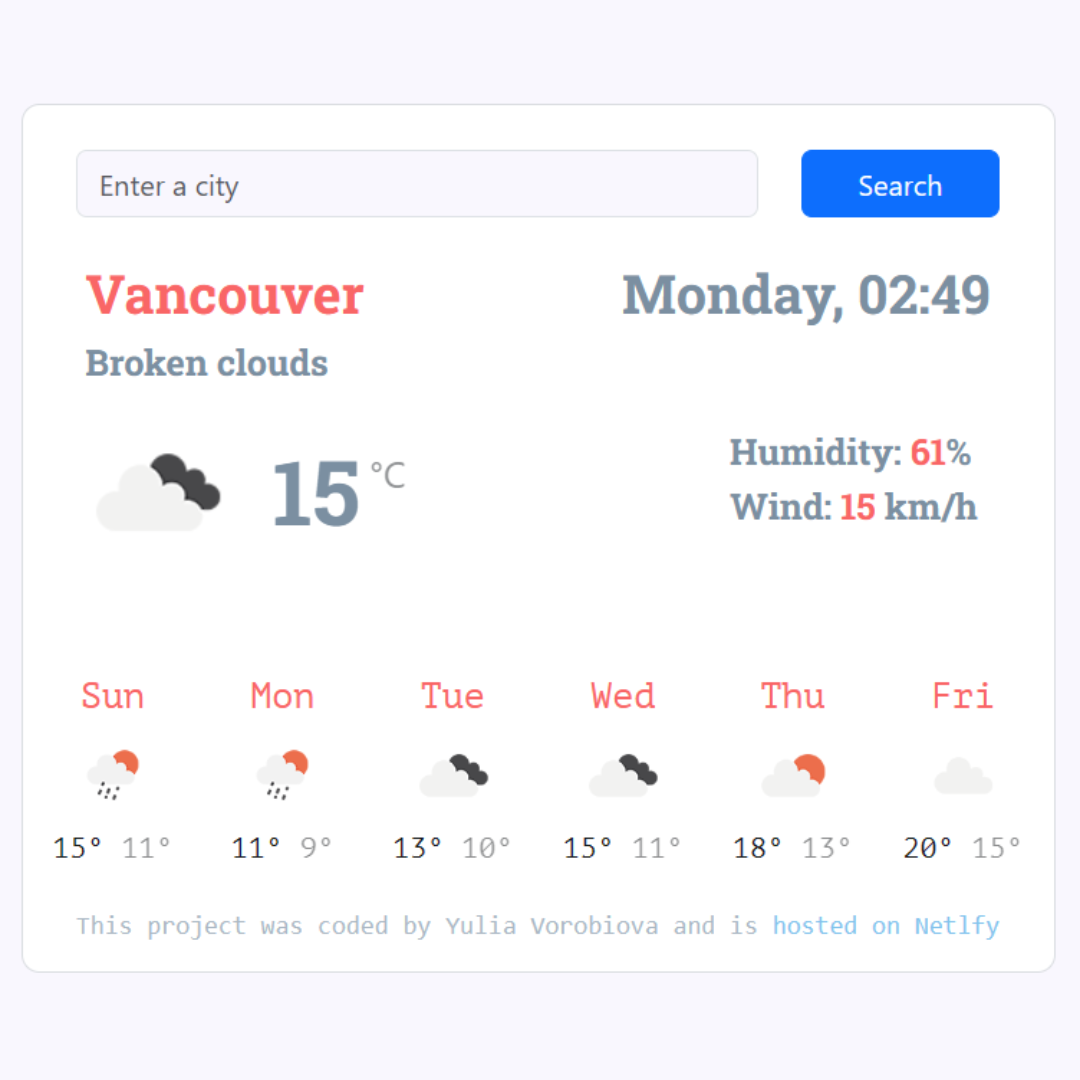 Enter a city
Search
Vancouver
Monday, 02:49
Broken clouds
15 °C
Humidity: 61%
Wind: 15 km/h
Sun Mon Tue Wed Thu Fri
15° 11° 11° 9° 13° 10° 15° 11° 18° 13° 20° 15°
This project was coded by Yulia Vorobiova and is hosted on Netlfy